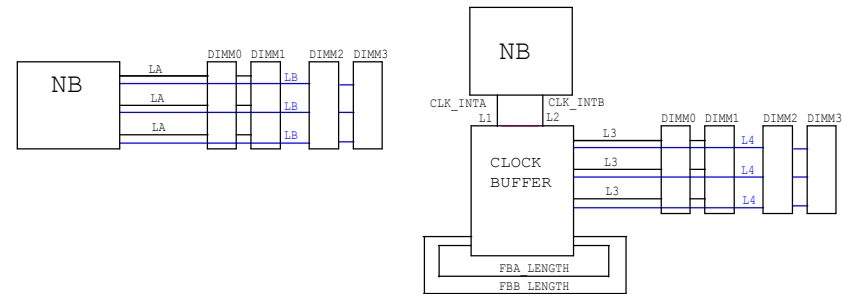 DIMM0 DIMM1 DIMM2 DIMM3
NB
LA
LB
LA
LB
LA
LB
NB
CLK_INTA CLK_INTB
L1 L2
DIMM0 DIMM1 DIMM2 DIMM3
CLOCK
BUFFER
L3
L4
L3
L4
L3
L4
FBA_LENGTH
FBB_LENGTH